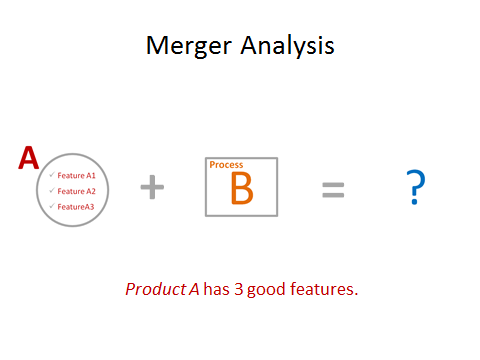 Merger Analysis
A
✓ Feature A1
✓ Feature A2
✓ FeatureA3
+
Process
B
=
?
Product A has 3 good features.